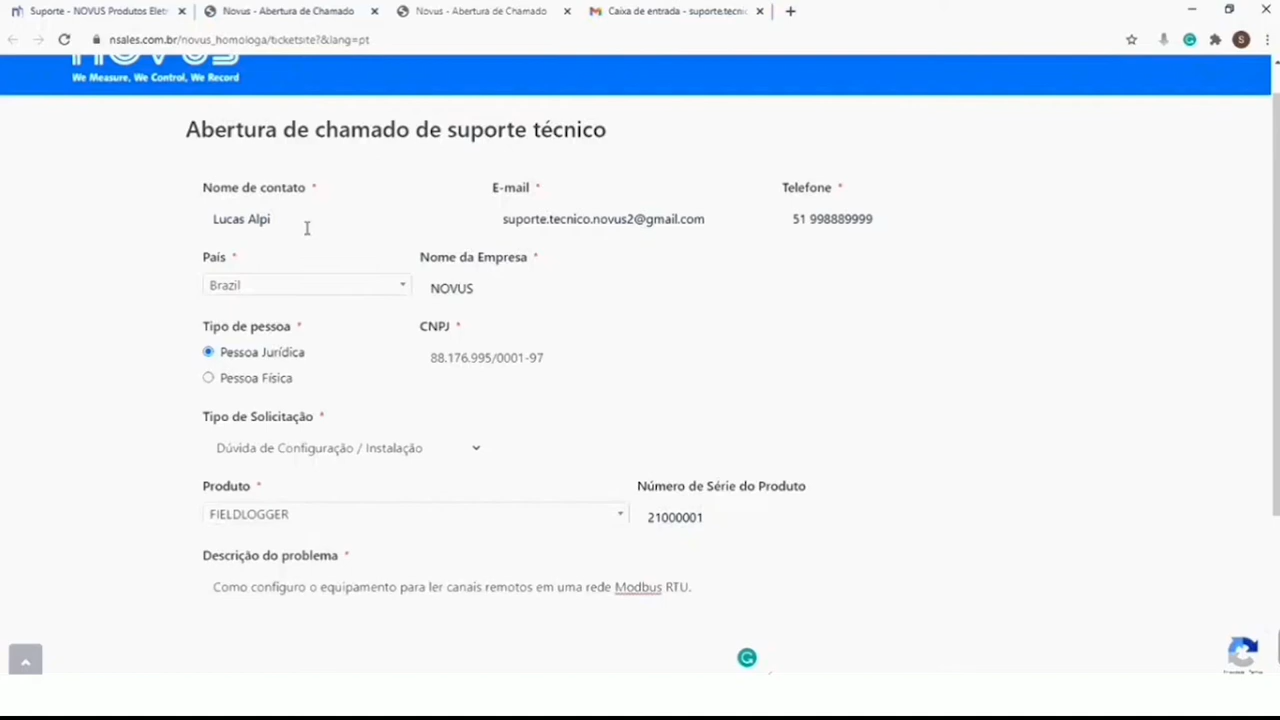 Suporte - NOVUS Produtos Elet
Novus - Abertura de Chamado
Novus - Abertura de Chamado
Caixa de entrada - suporte.tecnic
nsales.com.br/novus_homologa/ticketsite?&lang=pt
S
novus
We Measure, We Control, We Record
Abertura de chamado de suporte técnico
Nome de contato * E-mail * Telefone *
Lucas Alpi suporte.tecnico.novus2@gmail.com 51 998889999
País * Nome da Empresa *
Brazil NOVUS
Tipo de pessoa * CNPJ *
Pessoa Jurídica 88.176.995/0001-97
Pessoa Física
Tipo de Solicitação *
Dúvida de Configuração / Instalação
Produto * Número de Série do Produto
FIELDLOGGER 21000001
Descrição do problema *
Como configuro o equipamento para ler canais remotos em uma rede Modbus RTU.